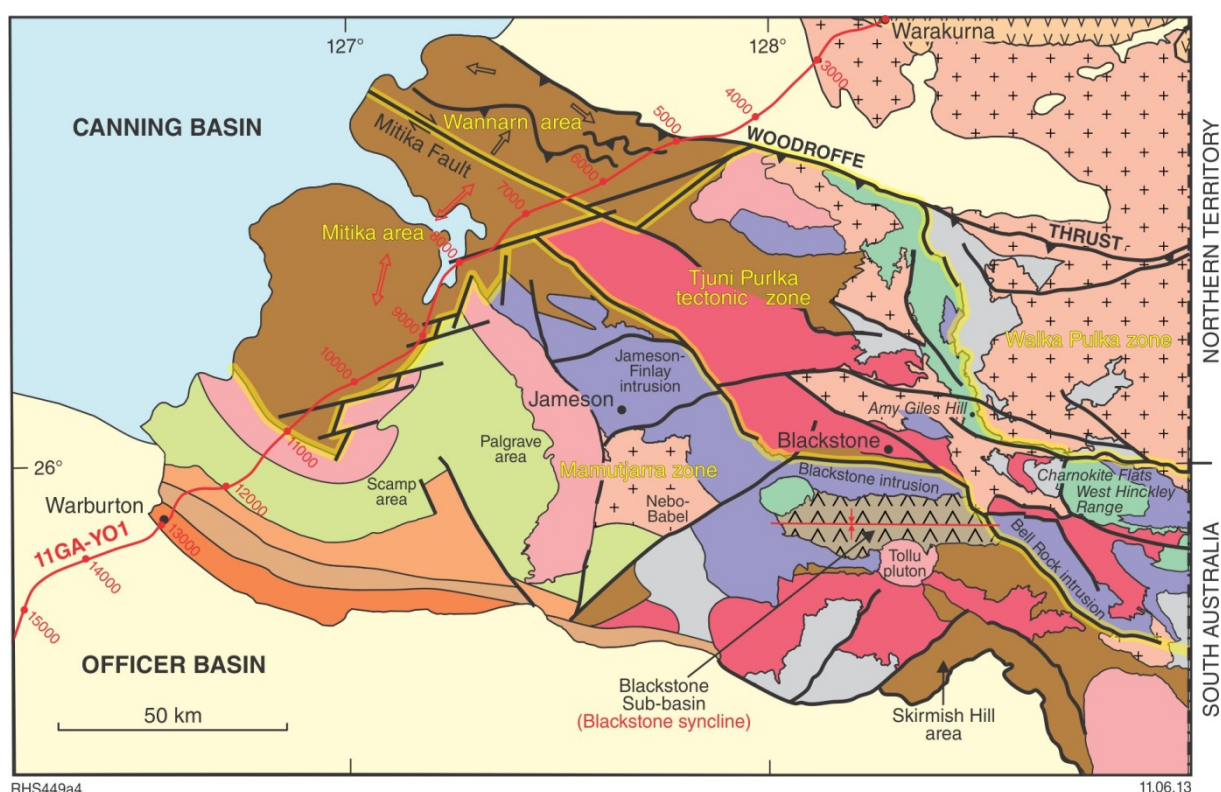 127°
128°
Warakurna
3000
4000
5000
6000
7000
8000
9000
10000
11000
12000
13000
14000
15000
CANNING BASIN
Wannarn area
Mitika Fault
WOODROFFE
THRUST
Mitika area
Tjuni Purlka
tectonic zone
Walka Pulka zone
Jameson-
Finlay
intrusion
Jameson
Amy Giles Hill
Palgrave
area
Blackstone
Mamutjarra zone
26°
Scamp
area
Nebo-
Babel
Blackstone intrusion
Charnokite Flats
West Hinckley
Range
Warburton
11GA-YO1
Tollu
pluton
Bell Rock intrusion
OFFICER BASIN
50 km
Blackstone
Sub-basin
(Blackstone syncline)
Skirmish Hill
area
NORTHERN TERRITORY
SOUTH AUSTRALIA
RHS449a4
11.06.13